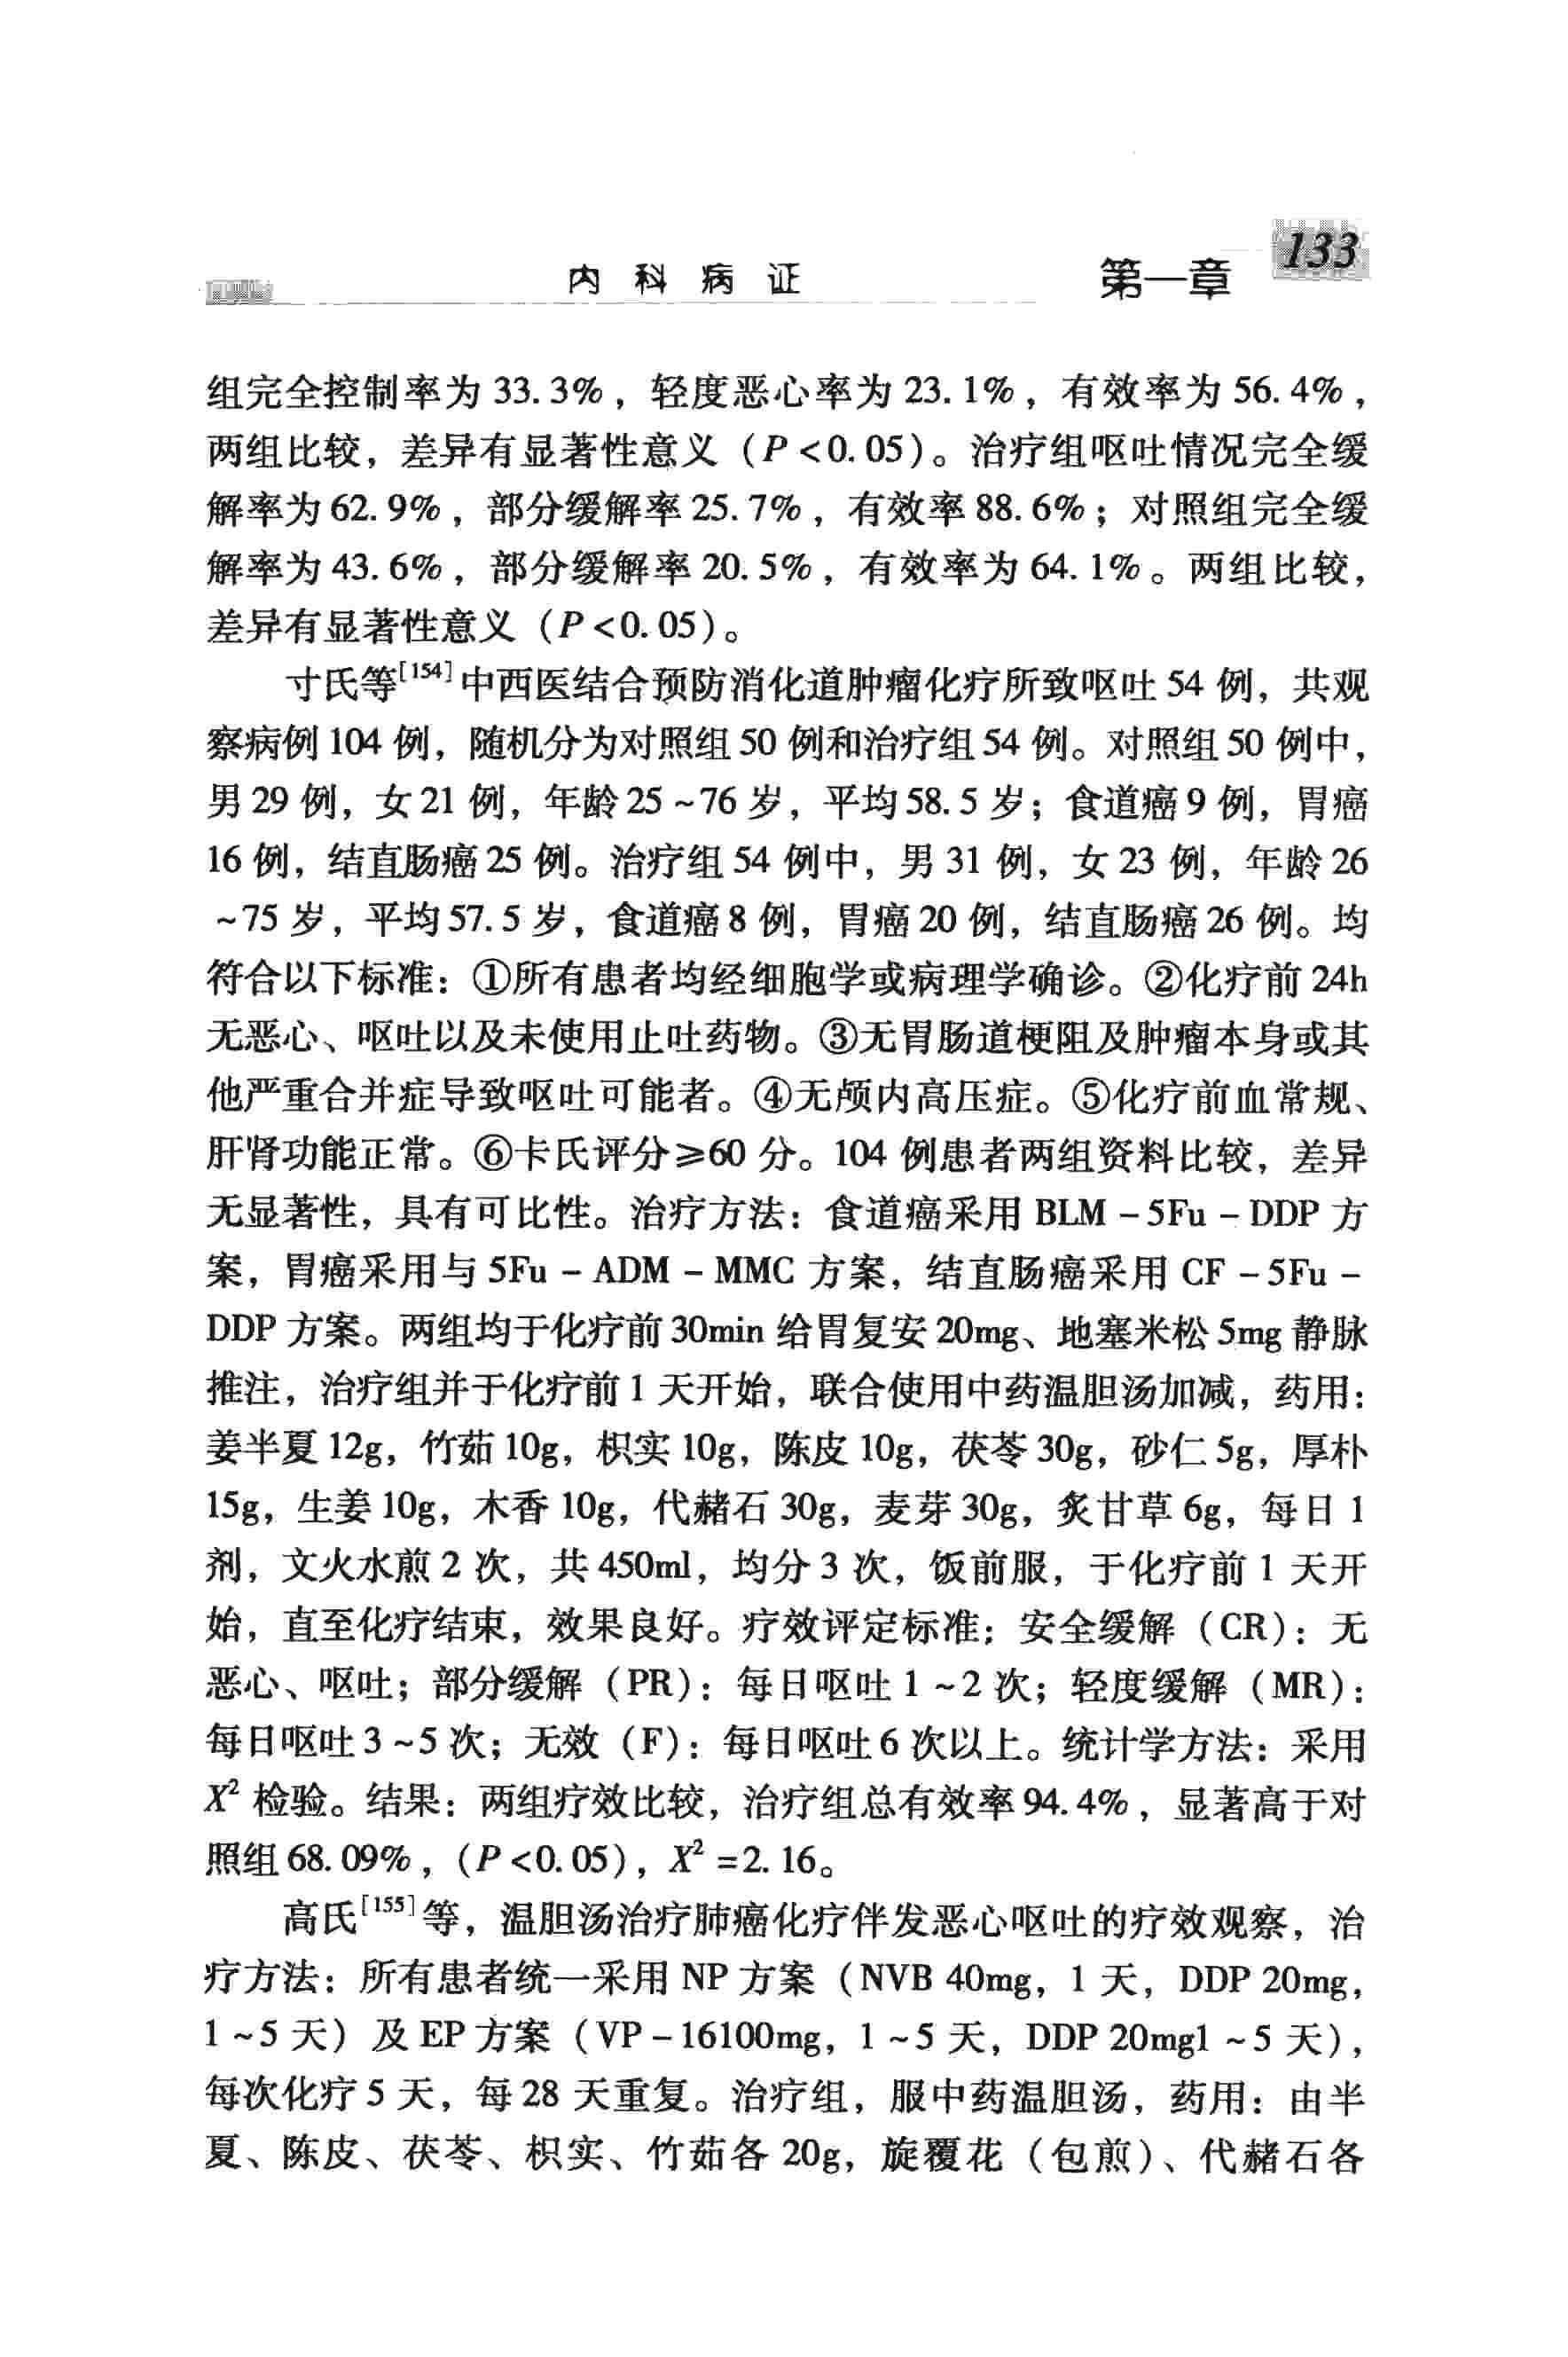 内科病证 第一章 133
组完全控制率为 33.3%，轻度恶心率为 23.1%，有效率为 56.4%，
两组比较，差异有显著性意义（P<0.05）。治疗组呕吐情况完全缓
解率为 62.9%，部分缓解率 25.7%，有效率 88.6%；对照组完全缓
解率为 43.6%，部分缓解率 20.5%，有效率为 64.1%。两组比较，
差异有显著性意义（P<0.05）。
寸氏等[154]中西医结合预防消化道肿瘤化疗所致呕吐 54 例，共观
察病例 104 例，随机分为对照组 50 例和治疗组 54 例。对照组 50 例中，
男 29 例，女 21 例，年龄 25~76 岁，平均 58.5 岁；食道癌 9 例，胃癌
16 例，结直肠癌 25 例。治疗组 54 例中，男 31 例，女 23 例，年龄 26
~75 岁，平均 57.5 岁，食道癌 8 例，胃癌 20 例，结直肠癌 26 例。均
符合以下标准：①所有患者均经细胞学或病理学确诊。②化疗前 24h
无恶心、呕吐以及未使用止吐药物。③无胃肠道梗阻及肿瘤本身或其
他严重合并症导致呕吐可能者。④无颅内高压症。⑤化疗前血常规、
肝肾功能正常。⑥卡氏评分≥60 分。104 例患者两组资料比较，差异
无显著性，具有可比性。治疗方法：食道癌采用 BLM－5Fu－DDP 方
案，胃癌采用与 5Fu－ADM－MMC 方案，结直肠癌采用 CF－5Fu－
DDP 方案。两组均于化疗前 30min 给胃复安 20mg、地塞米松 5mg 静脉
推注，治疗组并于化疗前 1 天开始，联合使用中药温胆汤加减，药用：
姜半夏 12g，竹茹 10g，枳实 10g，陈皮 10g，茯苓 30g，砂仁 5g，厚朴
15g，生姜 10g，木香 10g，代赭石 30g，麦芽 30g，炙甘草 6g，每日 1
剂，文火水煎 2 次，共 450ml，均分 3 次，饭前服，于化疗前 1 天开
始，直至化疗结束，效果良好。疗效评定标准；安全缓解（CR）：无
恶心、呕吐；部分缓解（PR）：每日呕吐 1~2 次；轻度缓解（MR）：
每日呕吐 3~5 次；无效（F）：每日呕吐 6 次以上。统计学方法：采用
X² 检验。结果：两组疗效比较，治疗组总有效率 94.4%，显著高于对
照组 68.09%，（P<0.05），X²=2.16。
高氏[155]等，温胆汤治疗肺癌化疗伴发恶心呕吐的疗效观察，治
疗方法：所有患者统一采用 NP 方案（NVB 40mg，1 天，DDP 20mg，
1~5 天）及 EP 方案（VP－16100mg，1~5 天，DDP 20mg1~5 天），
每次化疗 5 天，每 28 天重复。治疗组，服中药温胆汤，药用：由半
夏、陈皮、茯苓、枳实、竹茹各 20g，旋覆花（包煎）、代赭石各